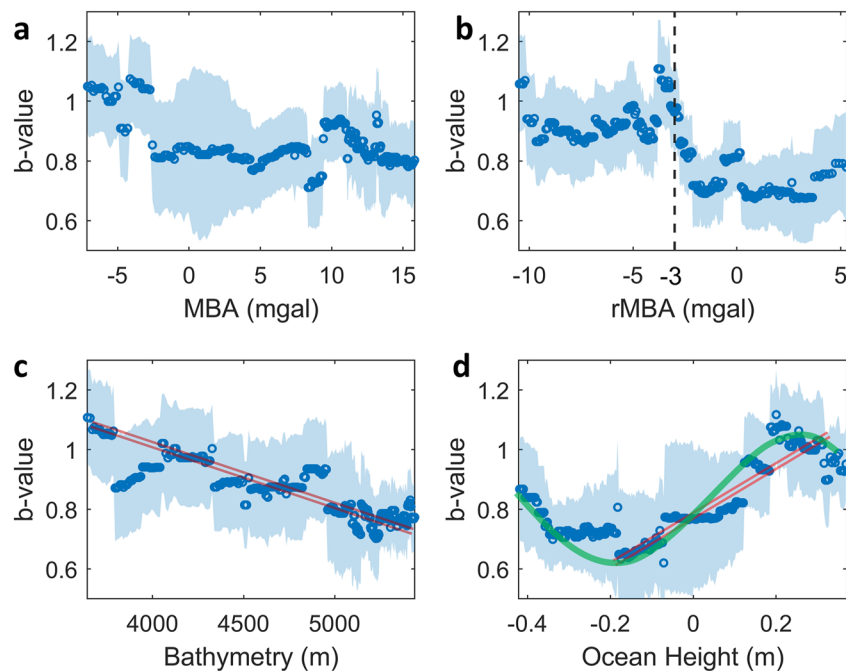 a
1.2
1
0.8
0.6
b-value
-5 0 5 10 15
MBA (mgal)
b
1.2
1
0.8
0.6
b-value
-10 -5 -3 0 5
rMBA (mgal)
c
1.2
1
0.8
0.6
b-value
4000 4500 5000
Bathymetry (m)
d
1.2
1
0.8
0.6
b-value
-0.4 -0.2 0 0.2
Ocean Height (m)